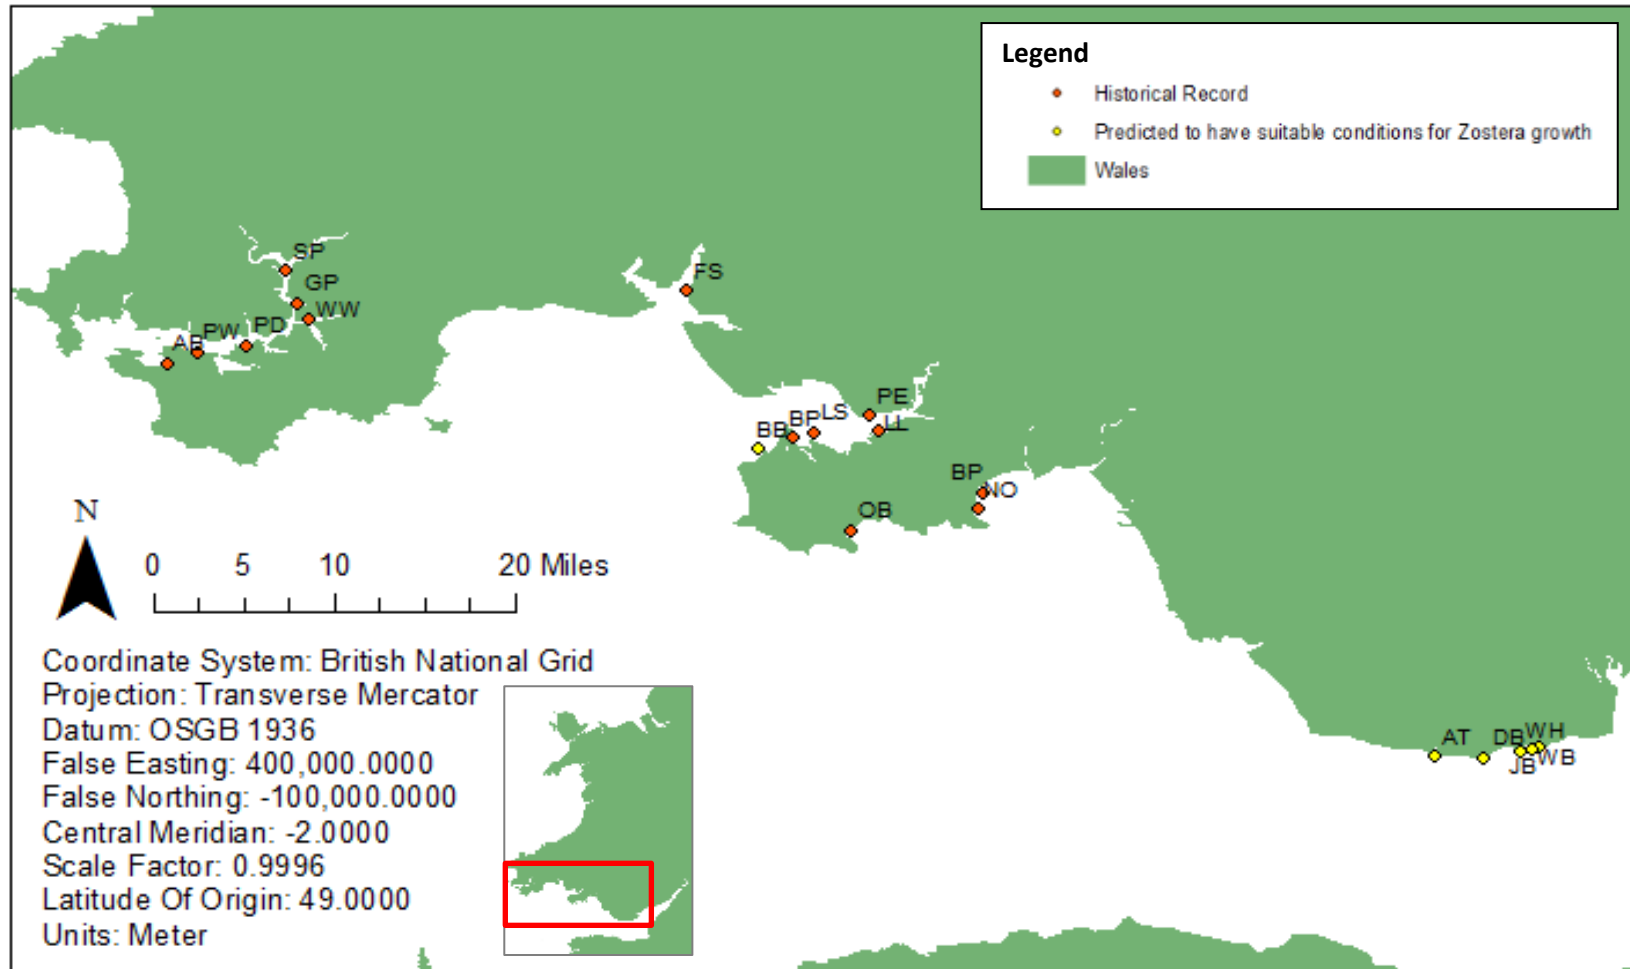 Legend
Historical Record
Predicted to have suitable conditions for Zostera growth
Wales
SP
GP
WW
PD
PW
AB
FS
PE
LL
LS
BP
BB
BP
NO
OB
AT
DB
WH
JB
WB
N
0 5 10 20 Miles
Coordinate System: British National Grid
Projection: Transverse Mercator
Datum: OSGB 1936
False Easting: 400,000.0000
False Northing: -100,000.0000
Central Meridian: -2.0000
Scale Factor: 0.9996
Latitude Of Origin: 49.0000
Units: Meter